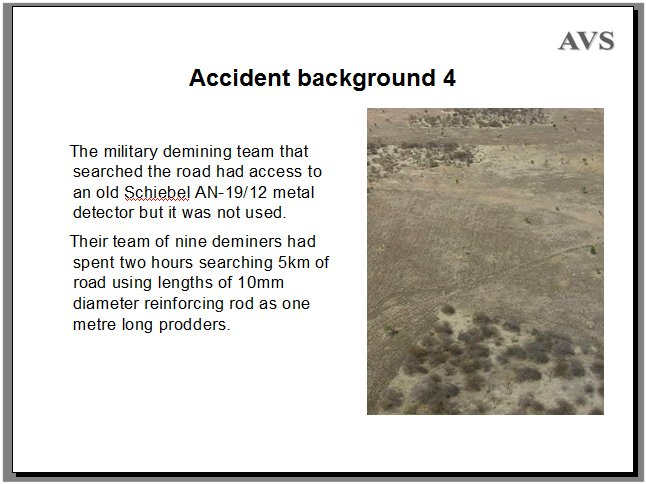 AVS
Accident background 4
The military demining team that
searched the road had access to
an old Schiebel AN-19/12 metal
detector but it was not used.
Their team of nine deminers had
spent two hours searching 5km of
road using lengths of 10mm
diameter reinforcing rod as one
metre long prodders.